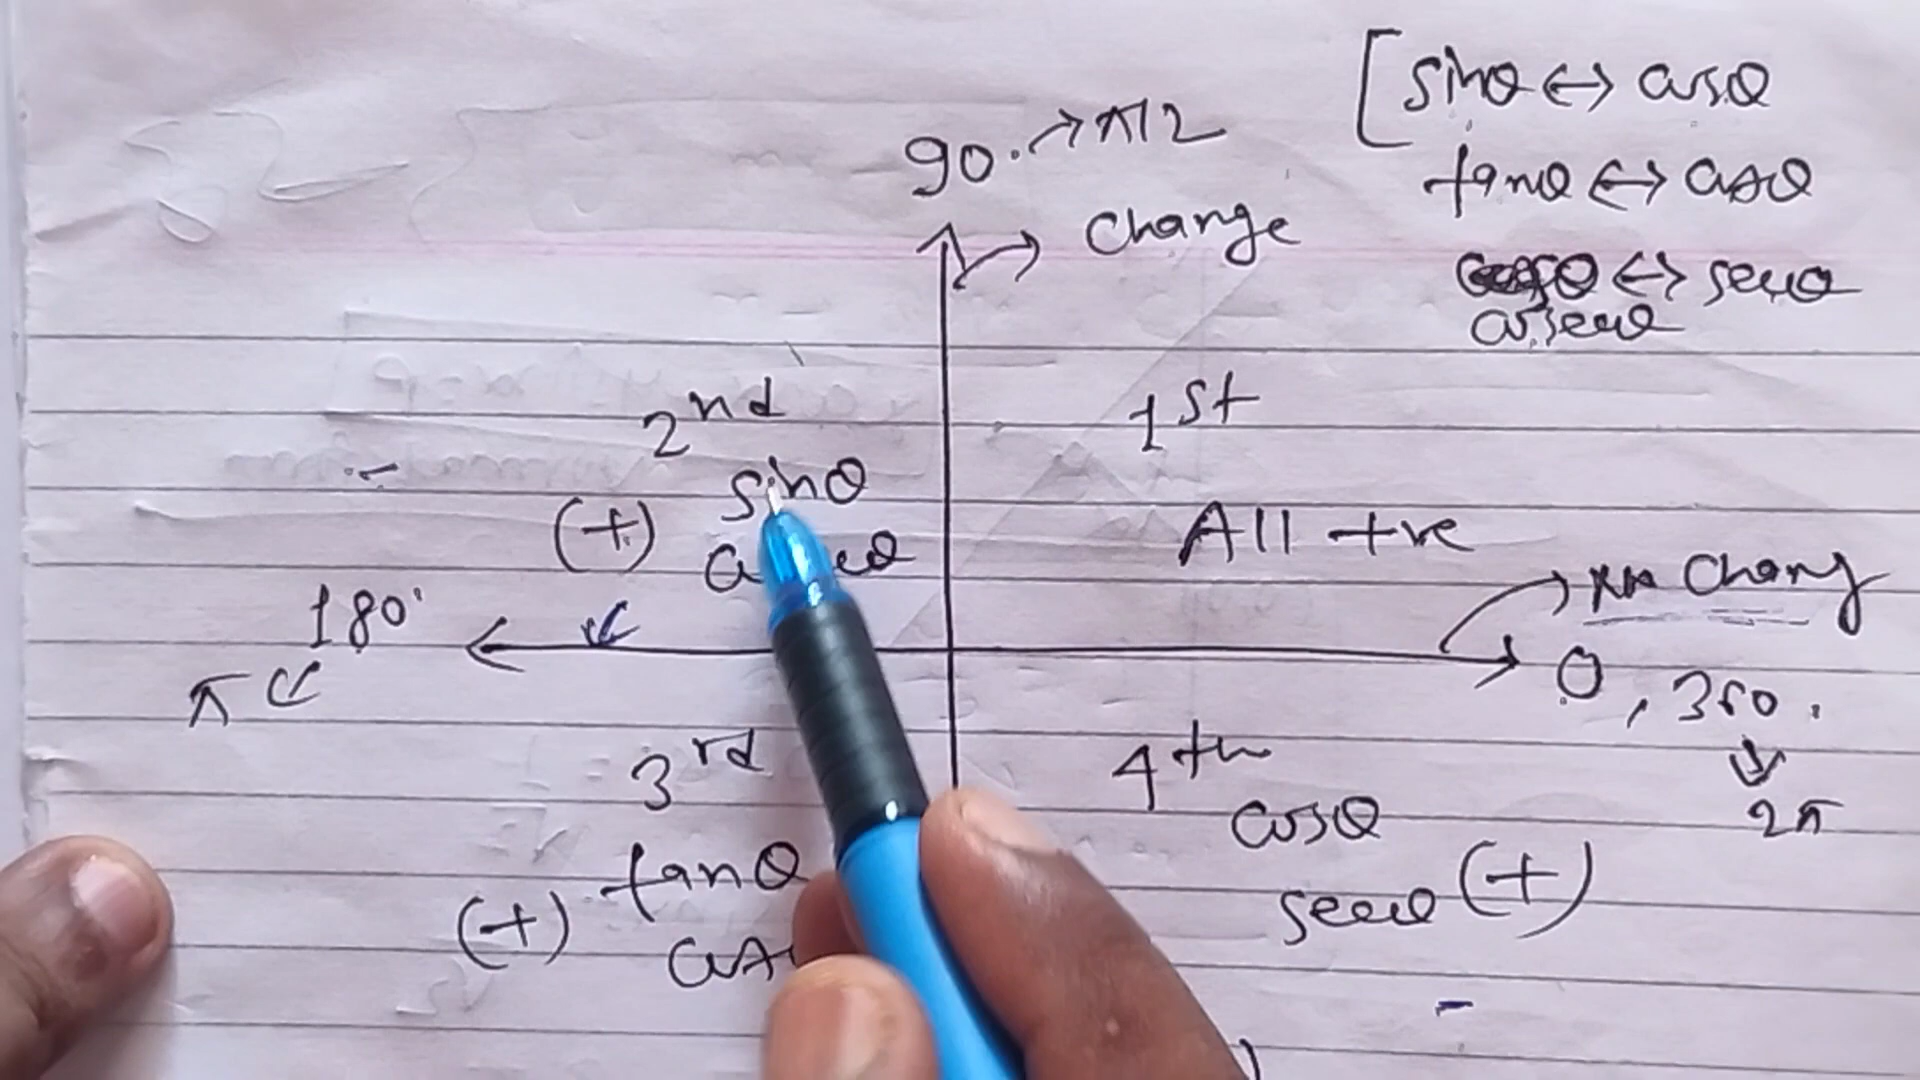 [ sinθ ↔ cosθ
90° → π/2
tanθ ↔ cotθ
Change
↔ secθ
cosecθ
2nd
1st
sinθ
(+)
All +ve
No Chang
180°
π
0, 360°
2π
3rd
4th
cosθ
tanθ
secθ (+)
(+)